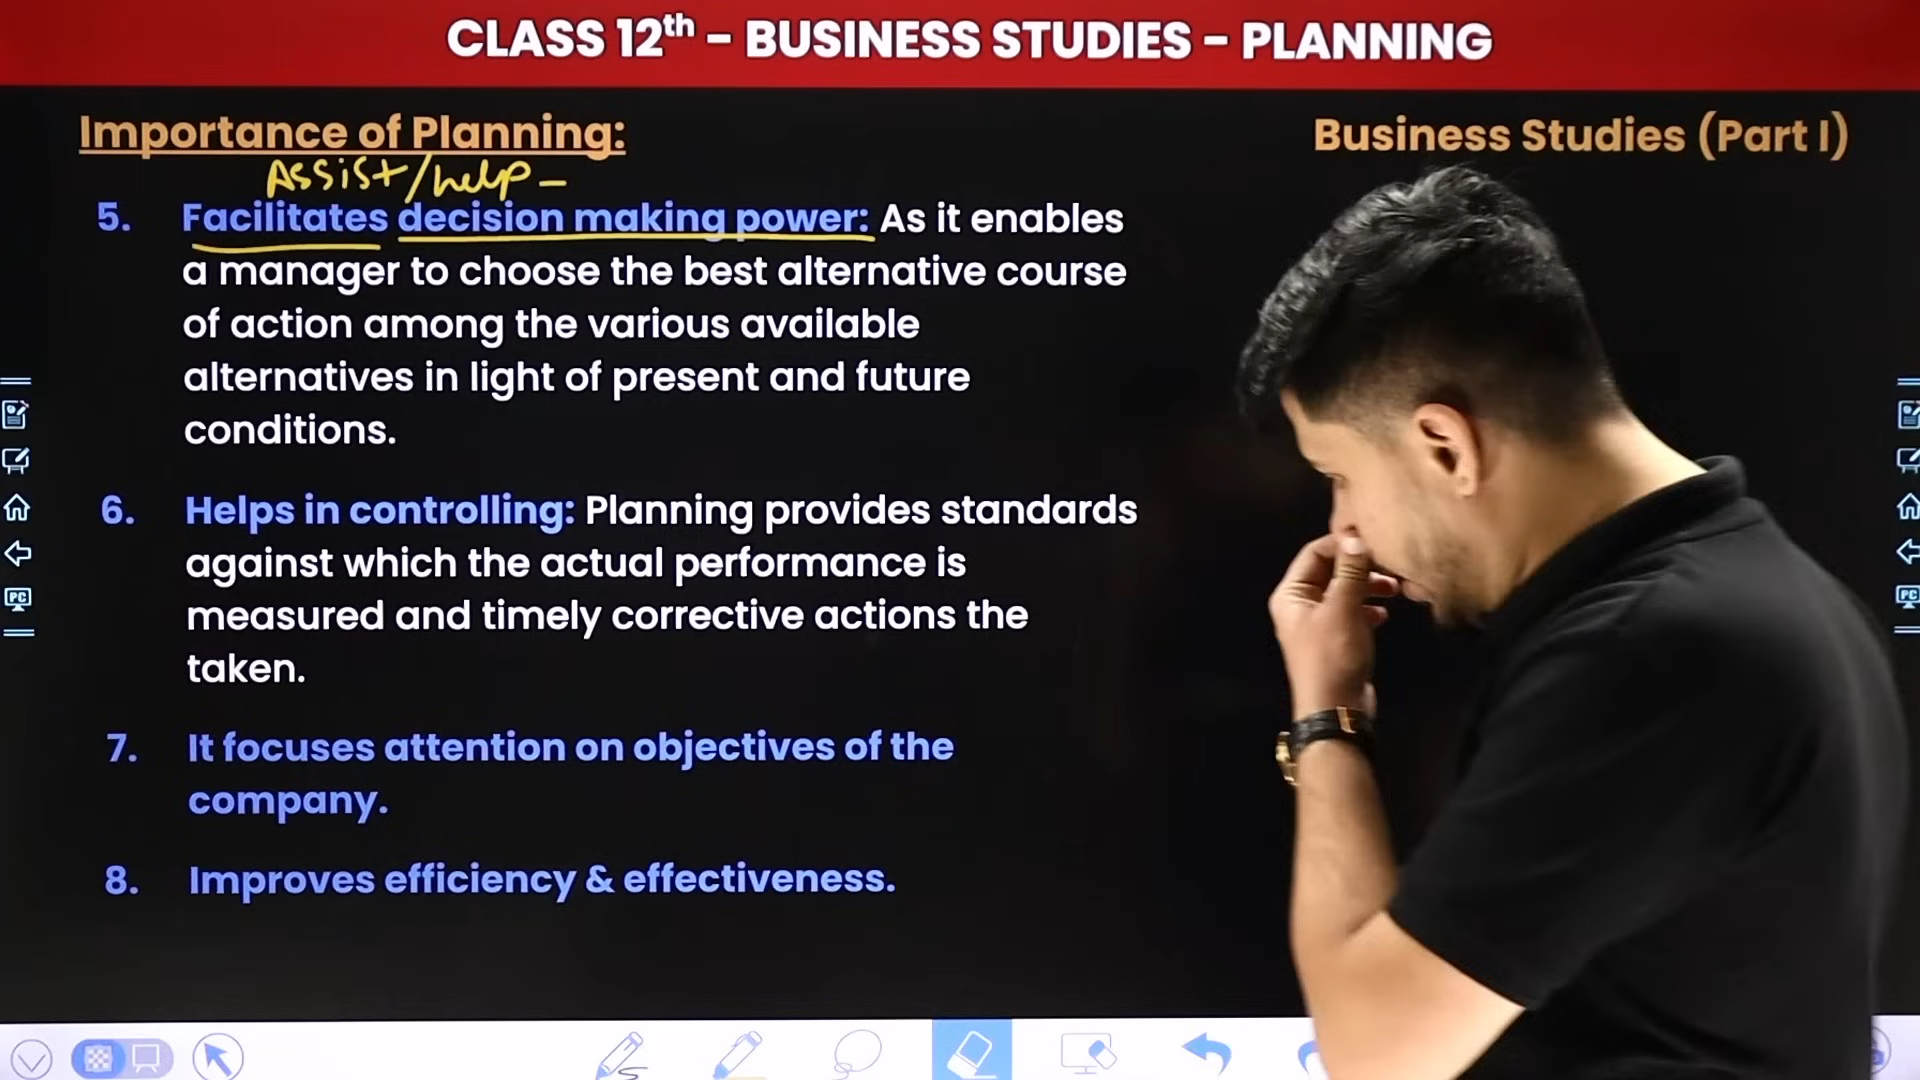 CLASS 12th - BUSINESS STUDIES - PLANNING
Importance of Planning:
Business Studies (Part I)
Assist/help -
5. Facilitates decision making power: As it enables
a manager to choose the best alternative course
of action among the various available
alternatives in light of present and future
conditions.
6. Helps in controlling: Planning provides standards
against which the actual performance is
measured and timely corrective actions the
taken.
7. It focuses attention on objectives of the
company.
8. Improves efficiency & effectiveness.
PC
PC